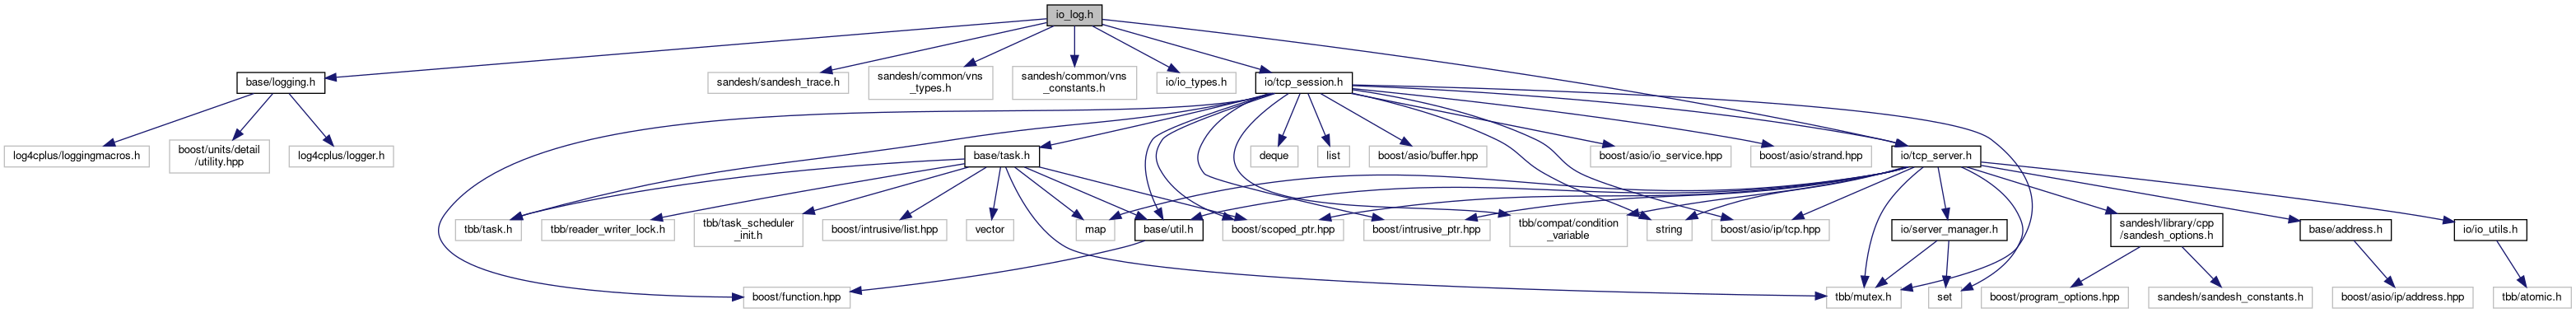 io_log.h
base/logging.h
sandesh/sandesh_trace.h
sandesh/common/vns
_types.h
sandesh/common/vns
_constants.h
io/io_types.h
io/tcp_session.h
log4cplus/loggingmacros.h
boost/units/detail
/utility.hpp
log4cplus/logger.h
base/task.h
deque
list
boost/asio/buffer.hpp
boost/asio/io_service.hpp
boost/asio/strand.hpp
io/tcp_server.h
tbb/task.h
tbb/reader_writer_lock.h
tbb/task_scheduler
_init.h
boost/intrusive/list.hpp
vector
map
base/util.h
boost/scoped_ptr.hpp
boost/intrusive_ptr.hpp
tbb/compat/condition
_variable
string
boost/asio/ip/tcp.hpp
io/server_manager.h
sandesh/library/cpp
/sandesh_options.h
base/address.h
io/io_utils.h
boost/function.hpp
tbb/mutex.h
set
boost/program_options.hpp
sandesh/sandesh_constants.h
boost/asio/ip/address.hpp
tbb/atomic.h